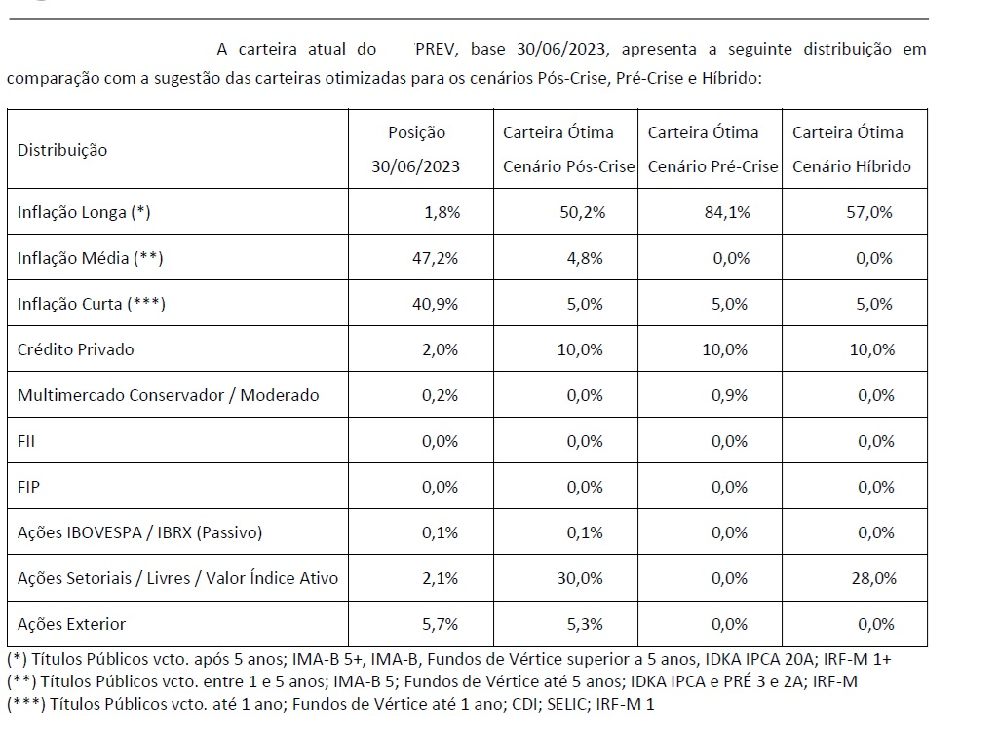 A carteira atual do PREV, base 30/06/2023, apresenta a seguinte distribuição em
comparação com a sugestão das carteiras otimizadas para os cenários Pós-Crise, Pré-Crise e Híbrido:
Distribuição Posição 30/06/2023 Carteira Ótima Cenário Pós-Crise Carteira Ótima Cenário Pré-Crise Carteira Ótima Cenário Híbrido
Inflação Longa (*) 1,8% 50,2% 84,1% 57,0%
Inflação Média (**) 47,2% 4,8% 0,0% 0,0%
Inflação Curta (***) 40,9% 5,0% 5,0% 5,0%
Crédito Privado 2,0% 10,0% 10,0% 10,0%
Multimercado Conservador / Moderado 0,2% 0,0% 0,9% 0,0%
FII 0,0% 0,0% 0,0% 0,0%
FIP 0,0% 0,0% 0,0% 0,0%
Ações IBOVESPA / IBRX (Passivo) 0,1% 0,1% 0,0% 0,0%
Ações Setoriais / Livres / Valor Índice Ativo 2,1% 30,0% 0,0% 28,0%
Ações Exterior 5,7% 5,3% 0,0% 0,0%
(*) Títulos Públicos vcto. após 5 anos; IMA-B 5+, IMA-B, Fundos de Vértice superior a 5 anos, IDKA IPCA 20A; IRF-M 1+
(**) Títulos Públicos vcto. entre 1 e 5 anos; IMA-B 5; Fundos de Vértice até 5 anos; IDKA IPCA e PRÉ 3 e 2A; IRF-M
(***) Títulos Públicos vcto. até 1 ano; Fundos de Vértice até 1 ano; CDI; SELIC; IRF-M 1